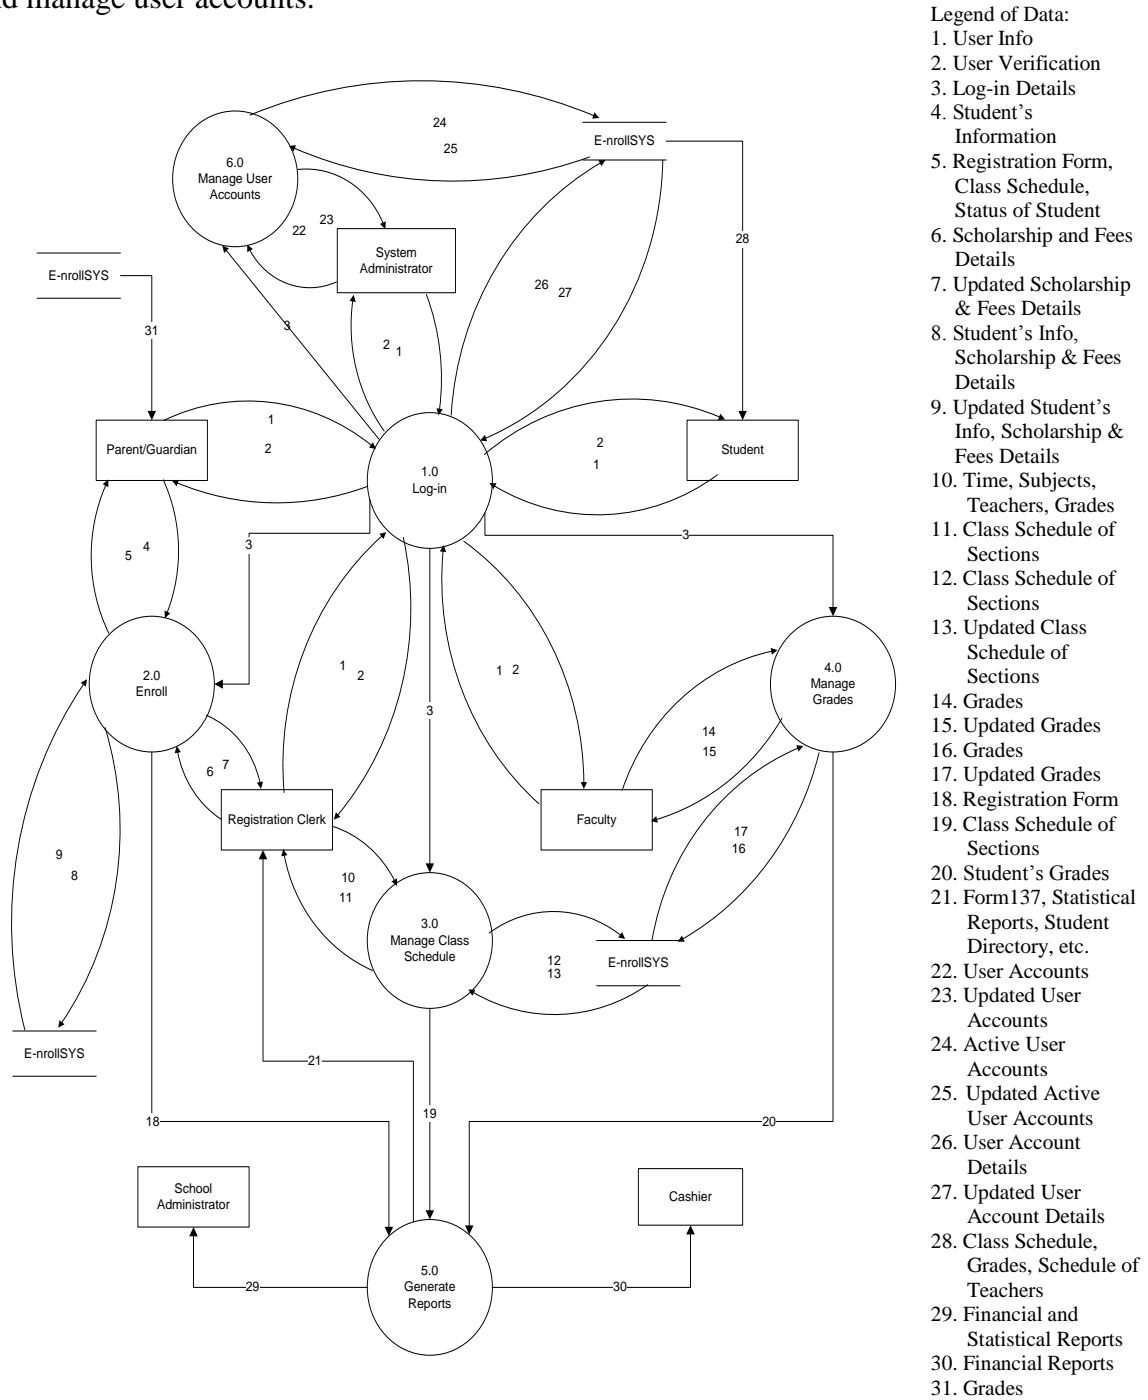 d manage user accounts.
Legend of Data:
1. User Info
2. User Verification
3. Log-in Details
4. Student’s
Information
5. Registration Form,
Class Schedule,
Status of Student
6. Scholarship and Fees
Details
7. Updated Scholarship
& Fees Details
8. Student’s Info,
Scholarship & Fees
Details
9. Updated Student’s
Info, Scholarship &
Fees Details
10. Time, Subjects,
Teachers, Grades
11. Class Schedule of
Sections
12. Class Schedule of
Sections
13. Updated Class
Schedule of
Sections
14. Grades
15. Updated Grades
16. Grades
17. Updated Grades
18. Registration Form
19. Class Schedule of
Sections
20. Student’s Grades
21. Form137, Statistical
Reports, Student
Directory, etc.
22. User Accounts
23. Updated User
Accounts
24. Active User
Accounts
25. Updated Active
User Accounts
26. User Account
Details
27. Updated User
Account Details
28. Class Schedule,
Grades, Schedule of
Teachers
29. Financial and
Statistical Reports
30. Financial Reports
31. Grades
24
E-nrollSYS
25
6.0
Manage User
Accounts
23
22
28
System
Administrator
E-nrollSYS
26 27
3
31
2 1
1
2
Parent/Guardian
2
1
Student
1.0
Log-in
3
3
5 4
2.0
Enroll
1 2
1 2
4.0
Manage
Grades
3
14
15
6 7
Registration Clerk
Faculty
17
16
9
8
10
11
3.0
Manage Class
Schedule
12
13
E-nrollSYS
E-nrollSYS
21
19
18
20
School
Administrator
Cashier
5.0
Generate
Reports
29
30